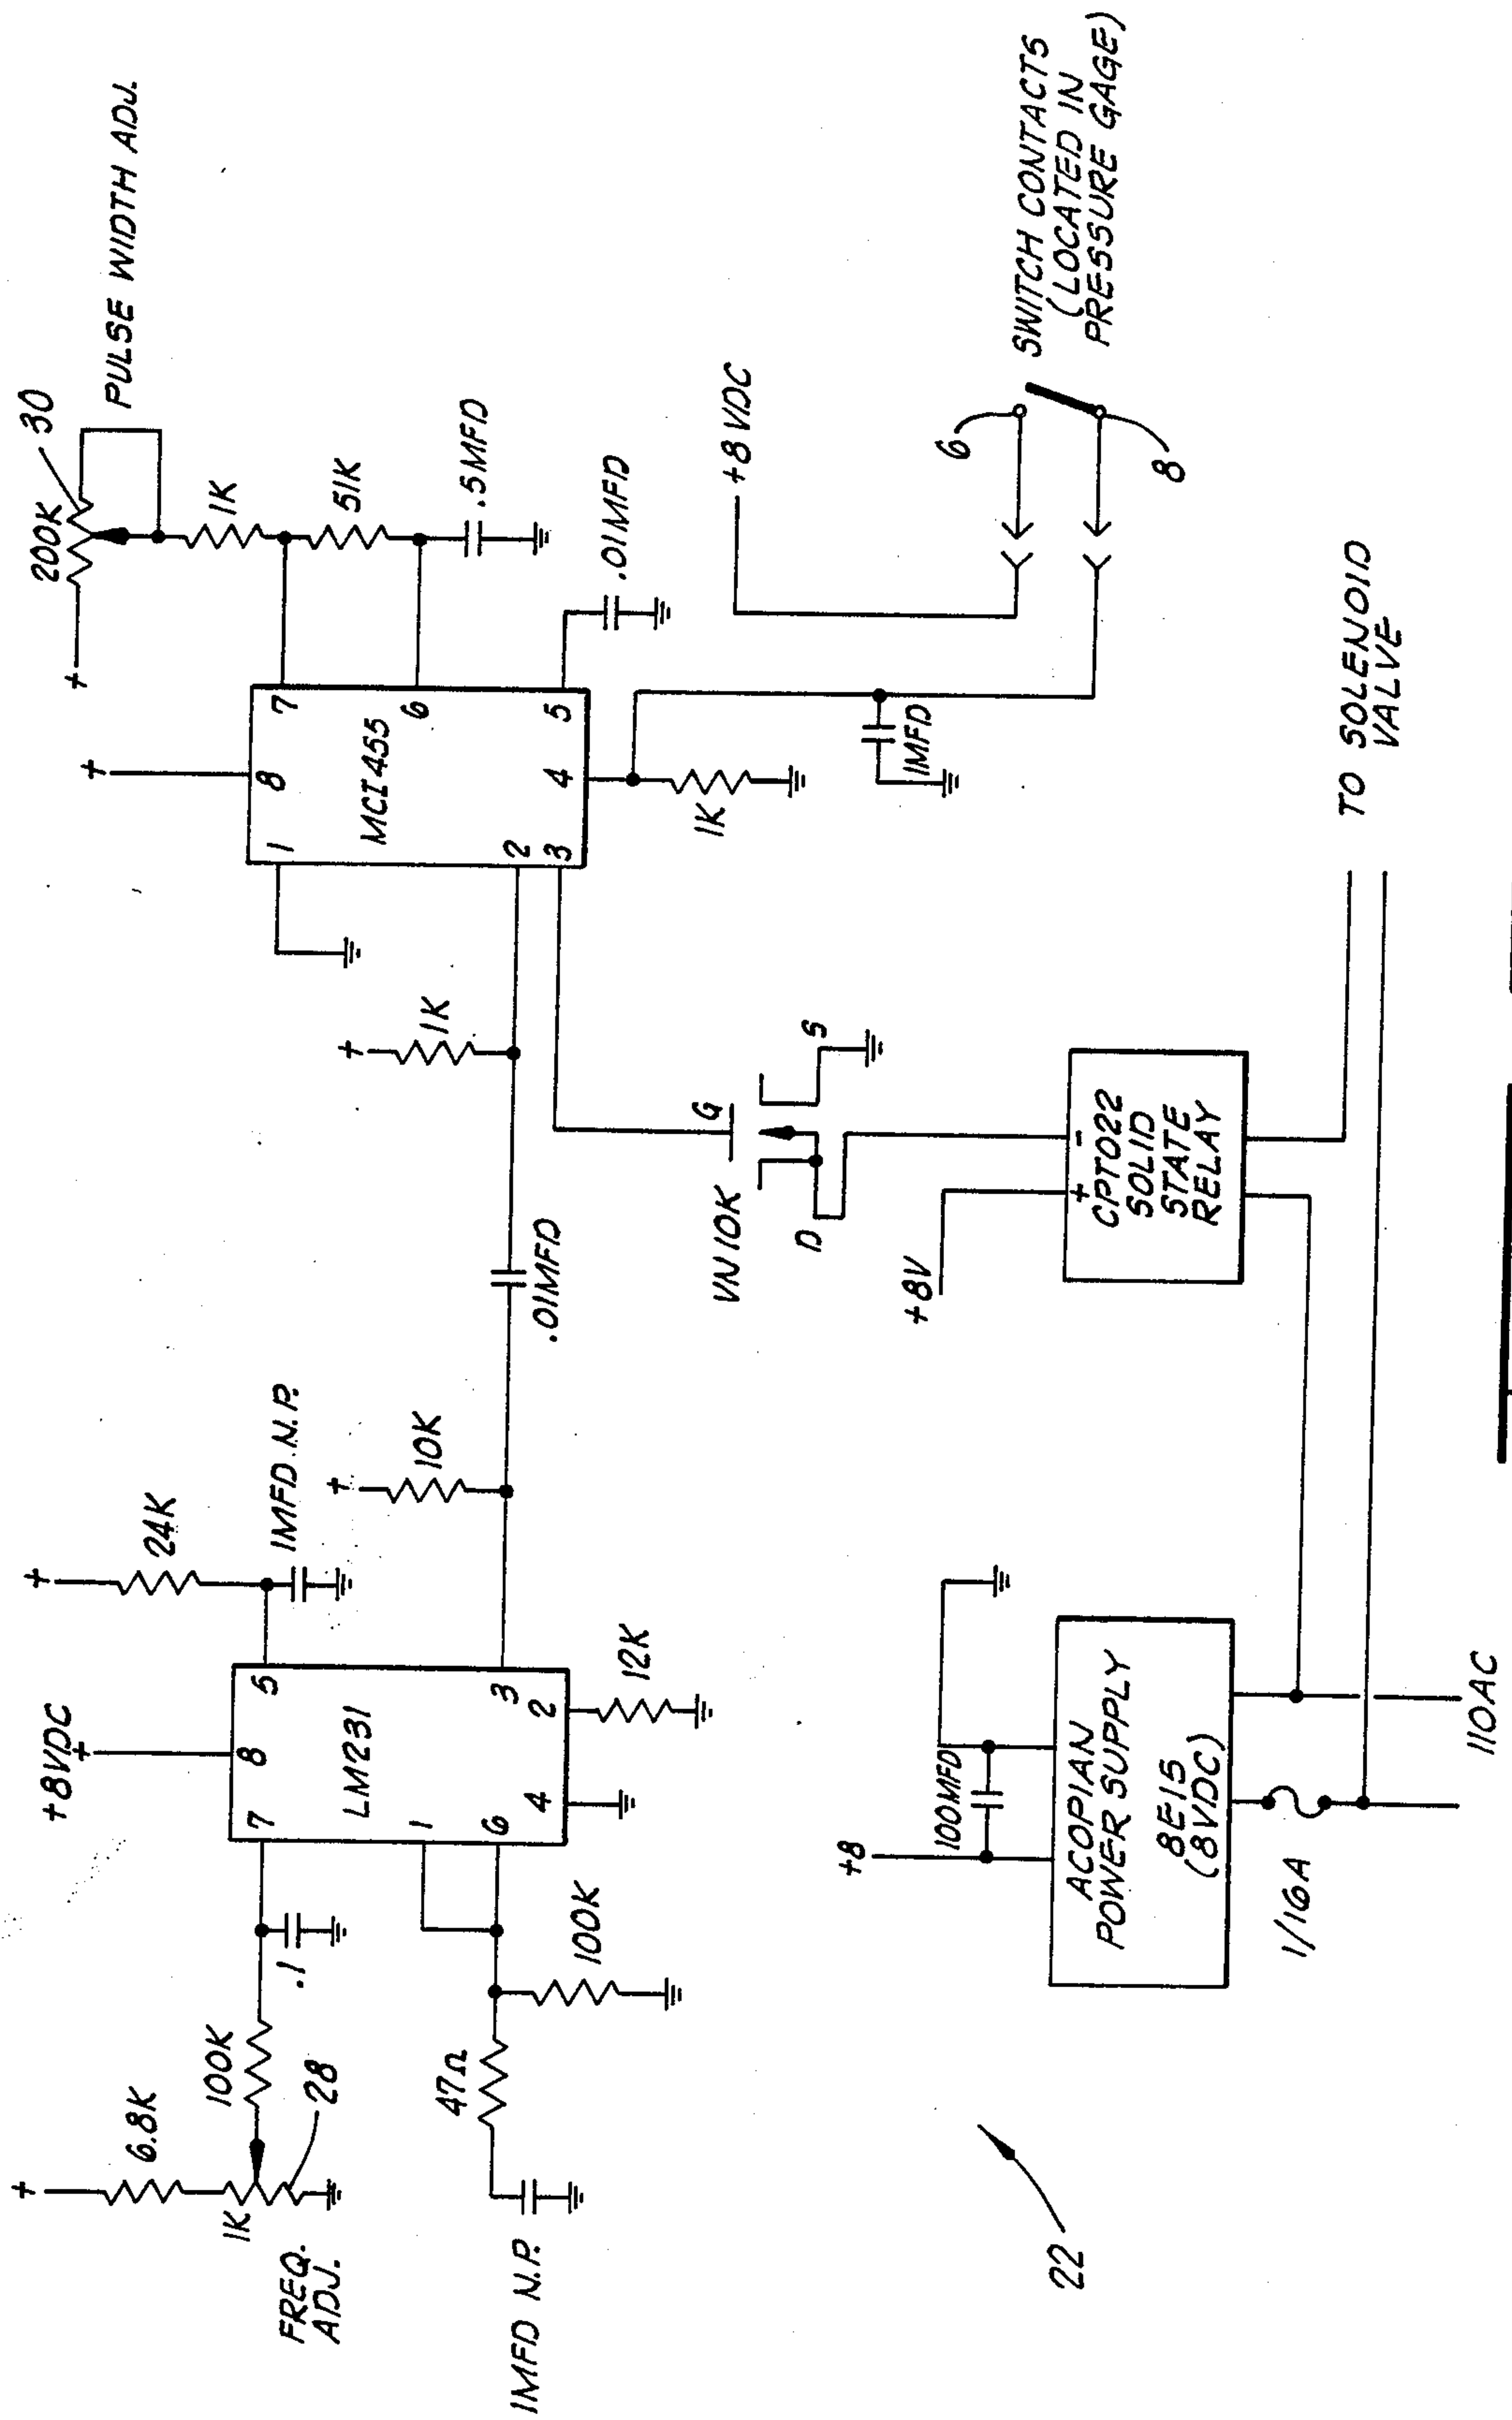 +
6.8K
1K
FREQ.
ADJ.
100K
28
.1
47Ω
1MFD N.P.
100K
+8VDC
+
7
8
5
1
LM231
6
3
4
2
+
24K
1MFD N.P.
12K
+
10K
.01MFD
+
1K
+
1
8
7
MC1455
6
2
3
4
5
+
200K
30
PULSE WIDTH ADJ.
1K
51K
.5MFD
.01MFD
1K
1MFD
+8VDC
6
8
SWITCH CONTACTS
(LOCATED IN
PRESSURE GAGE)
VN10K
G
D
S
+8V
+
-
CPTO22
SOLID
STATE
RELAY
TO SOLENOID
VALVE
+8
100MFD
ACOPIAN
POWER SUPPLY
8E15
(8VDC)
1/16A
110AC
22